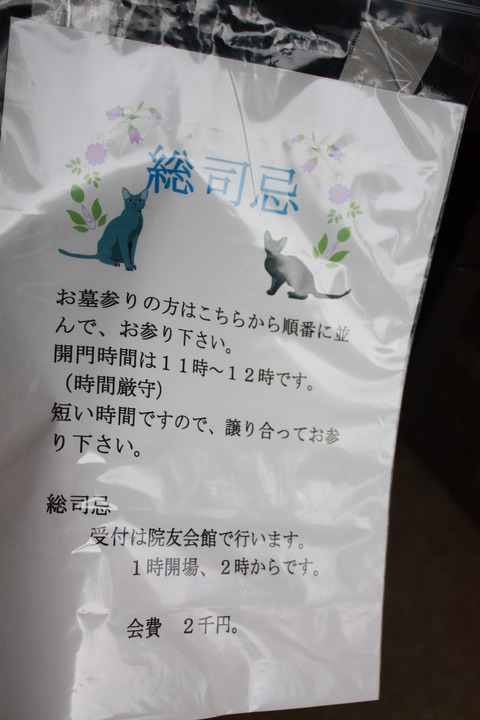 総司忌
お墓参りの方はこちらから順番に並
んで、お参り下さい。
開門時間は１１時～１２時です。
（時間厳守）
短い時間ですので、譲り合ってお参
り下さい。
総司忌
受付は院友会館で行います。
１時開場、２時からです。
会費　２千円。